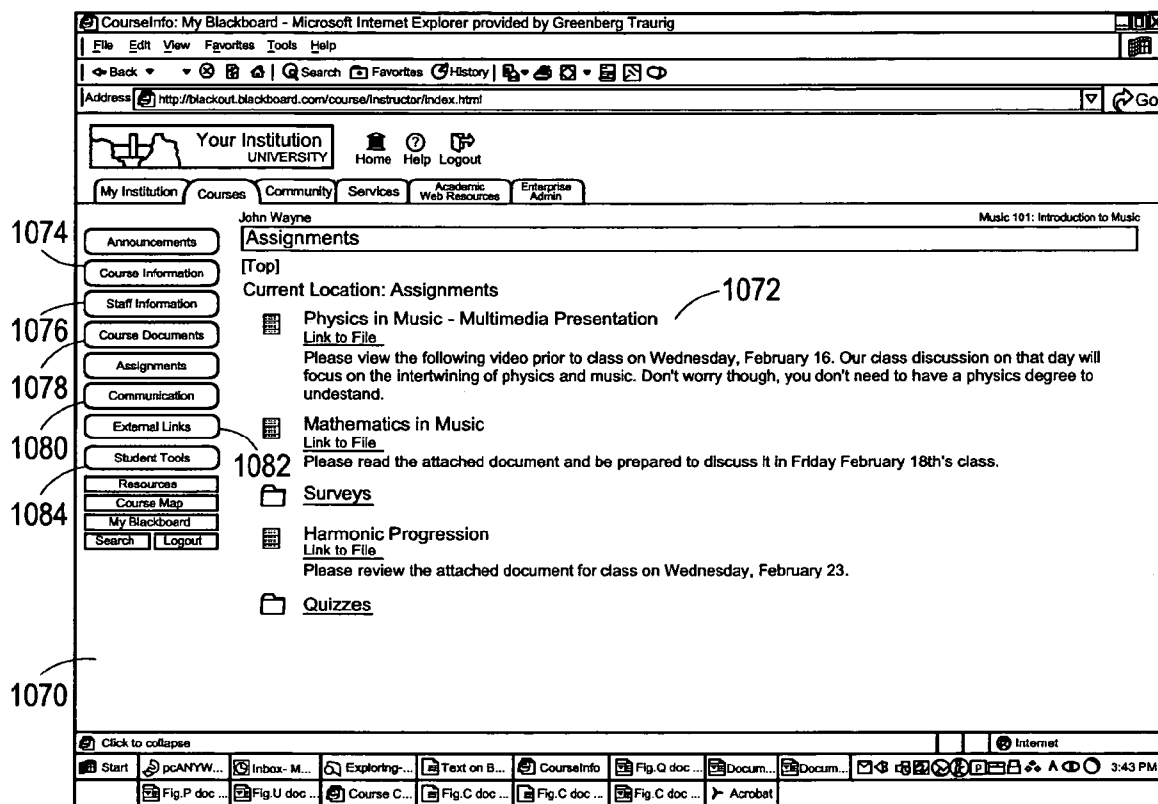 CourseInfo: My Blackboard - Microsoft Internet Explorer provided by Greenberg Traurig
File Edit View Favorites Tools Help
Back Search Favorites History
Address http://blackout.blackboard.com/course/instructor/index.html Go
Your Institution
UNIVERSITY
Home Help Logout
My Institution Courses Community Services Academic Web Resources Enterprise Admin
John Wayne Music 101: Introduction to Music
1074 Announcements Assignments
Course Information [Top]
Current Location: Assignments 1072
1076 Staff Information Physics in Music - Multimedia Presentation
Link to File
Course Documents Please view the following video prior to class on Wednesday, February 16. Our class discussion on that day will
1078 Assignments focus on the intertwining of physics and music. Don't worry though, you don't need to have a physics degree to
undestand.
Communication
1080 External Links 1082 Mathematics in Music
Link to File
Student Tools Please read the attached document and be prepared to discuss it in Friday February 18th's class.
1084 Resources Surveys
Course Map
My Blackboard
Search Logout Harmonic Progression
Link to File
Please review the attached document for class on Wednesday, February 23.
Quizzes
1070
Click to collapse Internet
Start pcANYW... Inbox- M... Exploring-... Text on B... CourseInfo Fig.Q doc ... Docum... Docum... 3:43 PM
Fig.P doc ... Fig.U doc ... Course C... Fig.C doc ... Fig.C doc ... Fig.C doc ... Acrobat